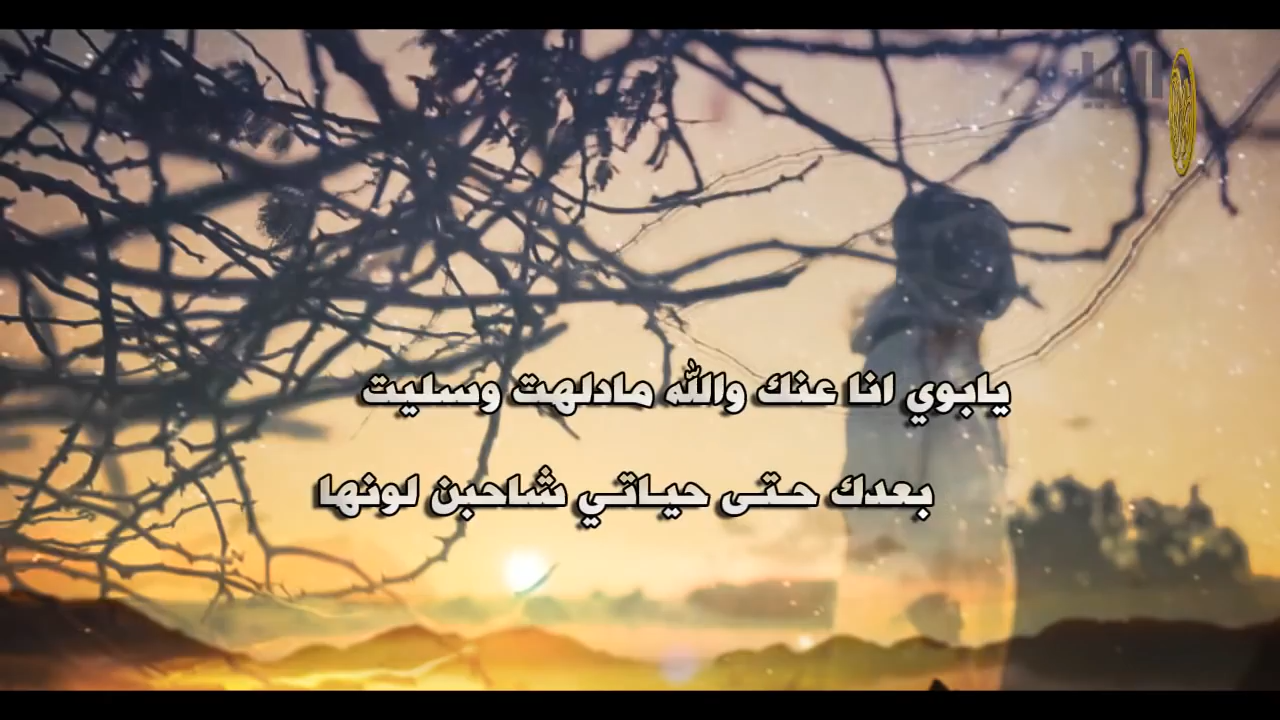 يابوي انا عنك والله مادلهت وسليت
بعدك حتى حياتي شاحبن لونها